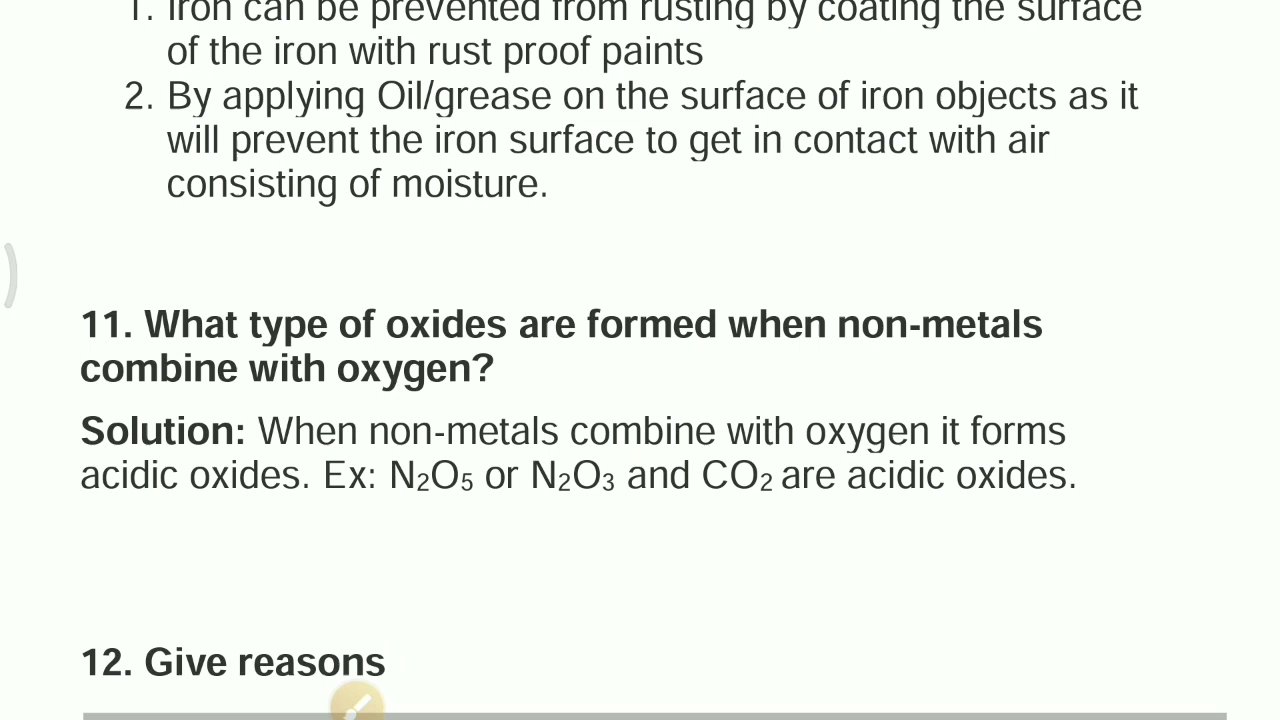 1. Iron can be prevented from rusting by coating the surface
of the iron with rust proof paints
2. By applying Oil/grease on the surface of iron objects as it
will prevent the iron surface to get in contact with air
consisting of moisture.
11. What type of oxides are formed when non-metals
combine with oxygen?
Solution: When non-metals combine with oxygen it forms
acidic oxides. Ex: N₂O₅ or N₂O₃ and CO₂ are acidic oxides.
12. Give reasons